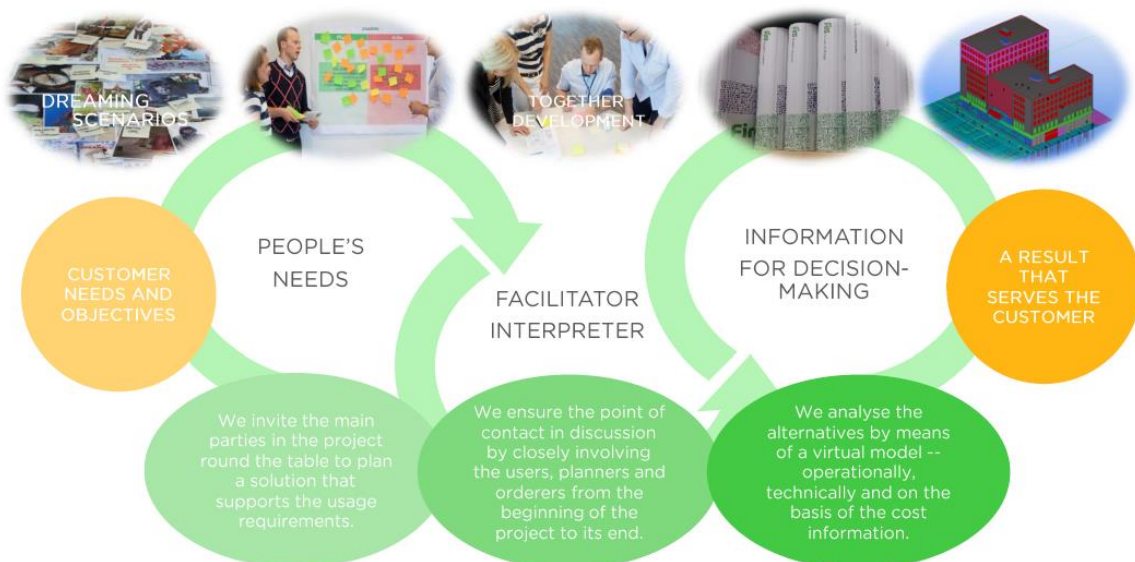 DREAMING
SCENARIOS
TOGETHER
DEVELOPMENT
CUSTOMER
NEEDS AND
OBJECTIVES
PEOPLE'S
NEEDS
FACILITATOR
INTERPRETER
INFORMATION
FOR DECISION-
MAKING
A RESULT
THAT
SERVES THE
CUSTOMER
We invite the main
parties in the project
round the table to plan
a solution that
supports the usage
requirements.
We ensure the point of
contact in discussion
by closely involving
the users, planners and
orderers from the
beginning of the
project to its end.
We analyse the
alternatives by means
of a virtual model --
operationally,
technically and on the
basis of the cost
information.